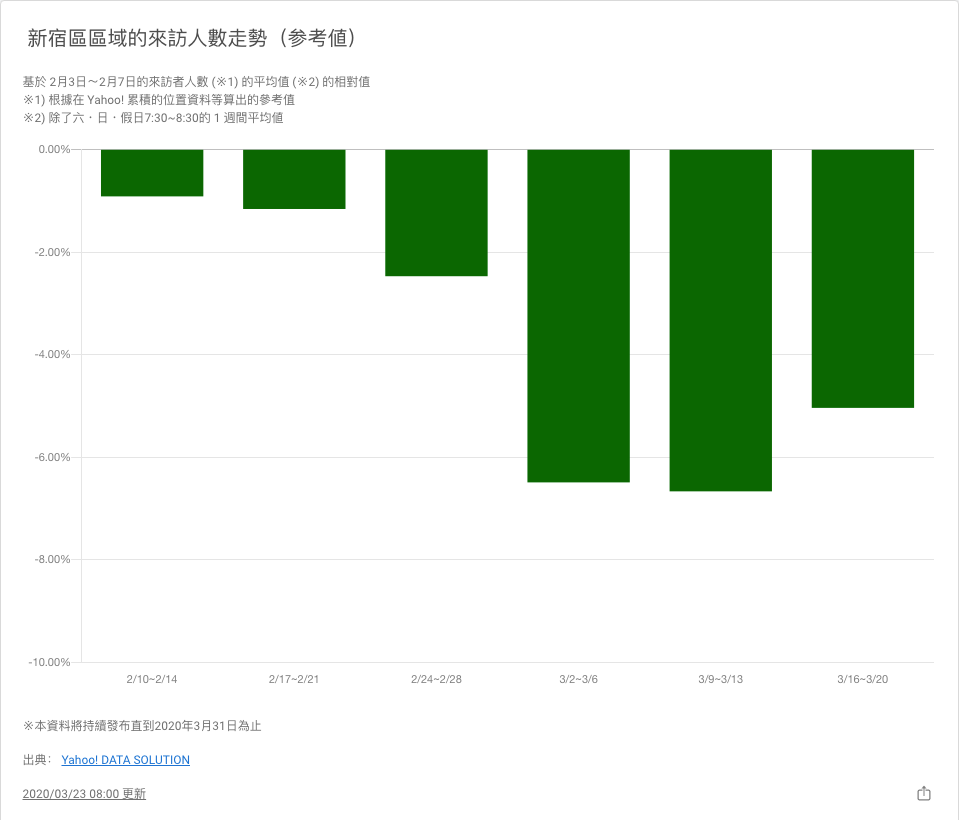 新宿區區域的來訪人數走勢（参考值）
基於 2月3日～2月7日的來訪者人數 (※1) 的平均值 (※2) 的相對值
※1) 根據在 Yahoo! 累積的位置資料等算出的參考值
※2) 除了六・日・假日7:30~8:30的 1 週間平均值
0.00%
-2.00%
-4.00%
-6.00%
-8.00%
-10.00%
2/10~2/14 2/17~2/21 2/24~2/28 3/2~3/6 3/9~3/13 3/16~3/20
※本資料將持續發布直到2020年3月31日為止
出典： Yahoo! DATA SOLUTION
2020/03/23 08:00 更新